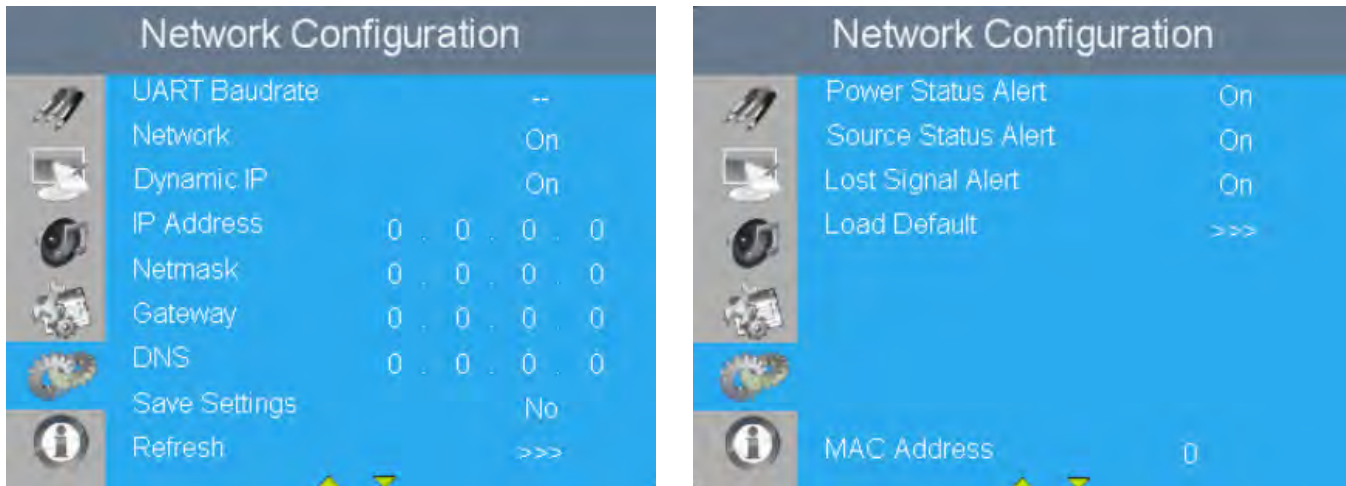 Network Configuration
UART Baudrate --
Network On
Dynamic IP On
IP Address 0 . 0 . 0 . 0
Netmask 0 . 0 . 0 . 0
Gateway 0 . 0 . 0 . 0
DNS 0 . 0 . 0 . 0
Save Settings No
Refresh >>>
Network Configuration
Power Status Alert On
Source Status Alert On
Lost Signal Alert On
Load Default >>>
MAC Address 0